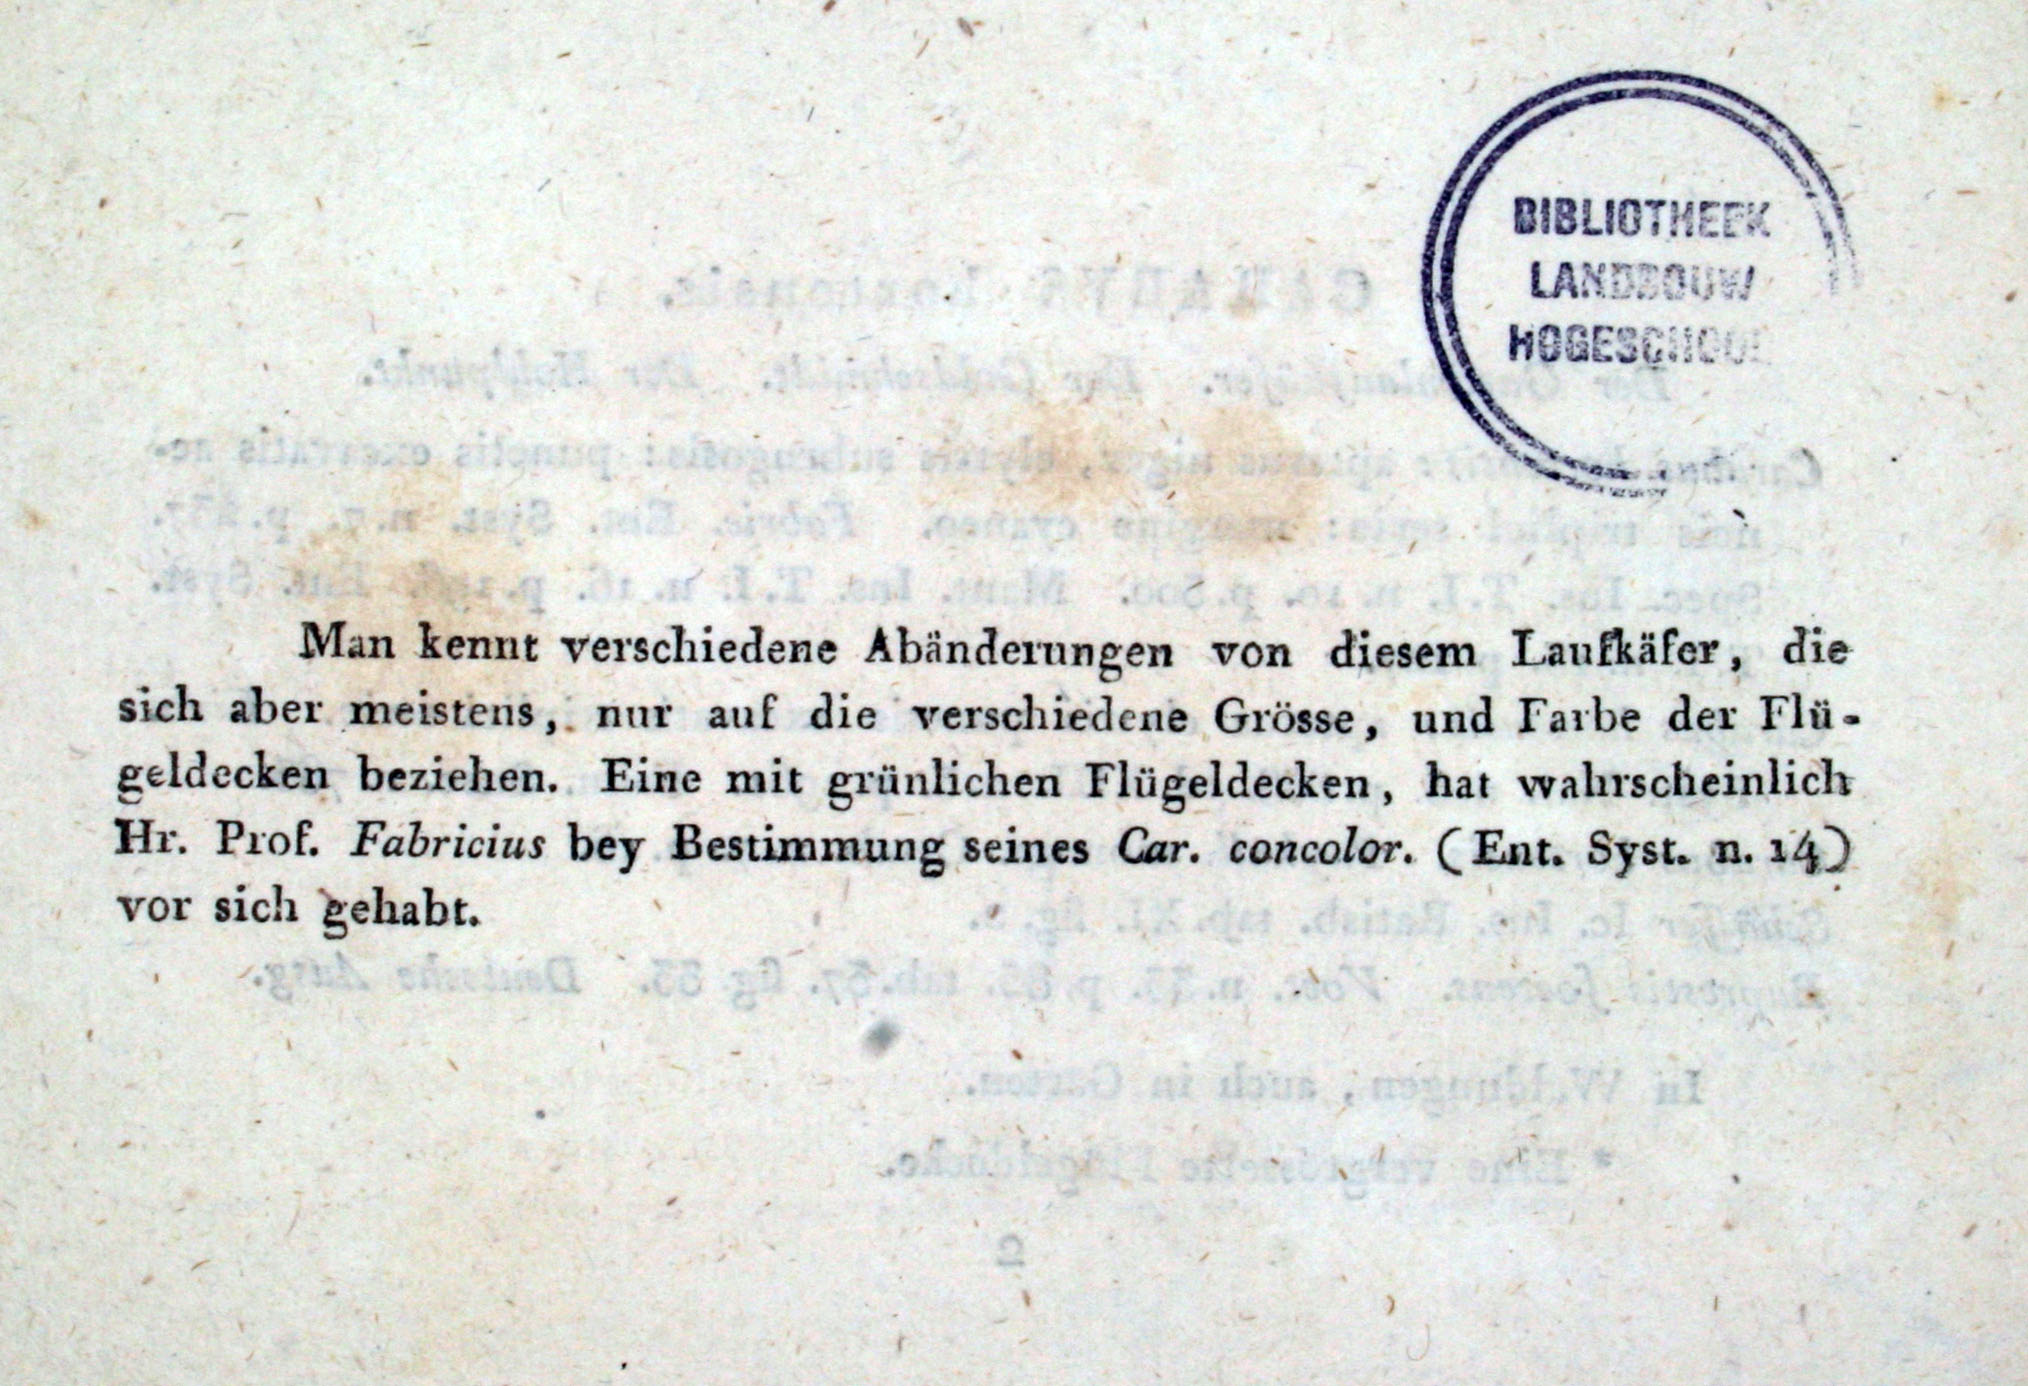 BIBLIOTHEEK
LANDBOUW
HOGESCHOOL
Man kennt verschiedene Abänderungen von diesem Laufkäfer, die
sich aber meistens, nur auf die verschiedene Grösse, und Farbe der Flü-
geldecken beziehen. Eine mit grünlichen Flügeldecken, hat wahrscheinlich
Hr. Prof. Fabricius bey Bestimmung seines Car. concolor. (Ent. Syst. n. 14)
vor sich gehabt.